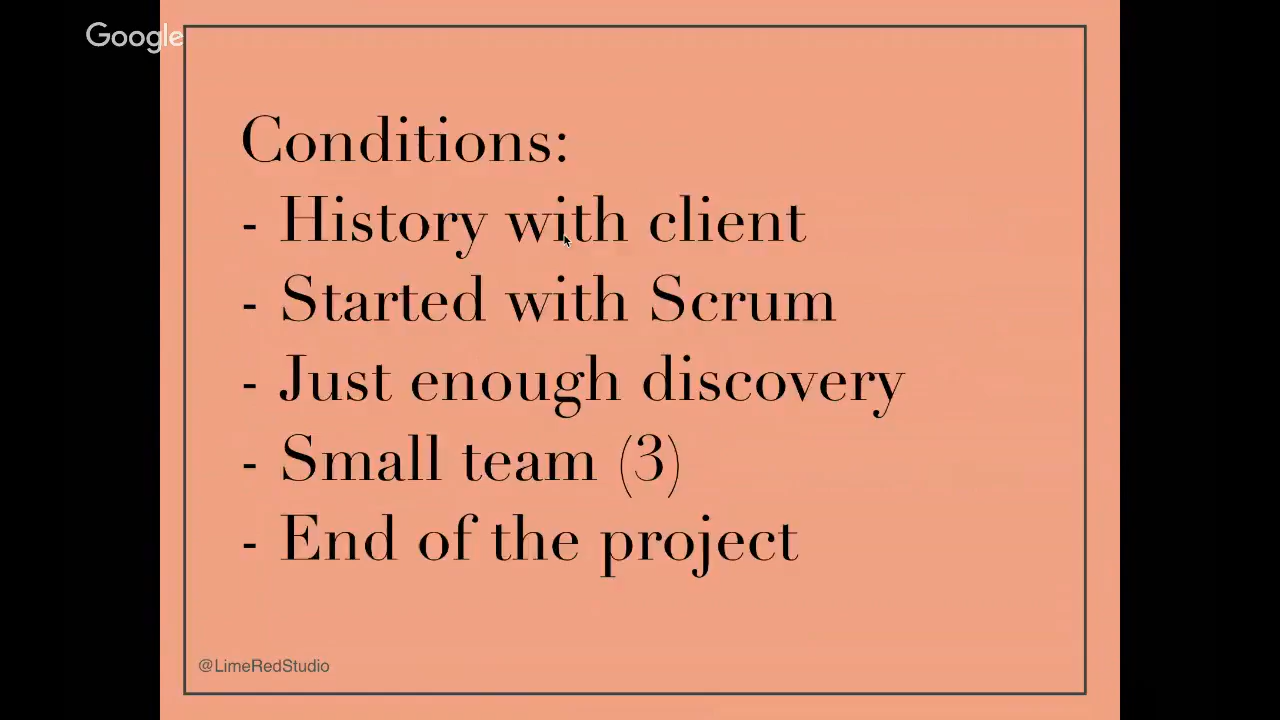 Google
Conditions:
- History with client
- Started with Scrum
- Just enough discovery
- Small team (3)
- End of the project
@LimeRedStudio